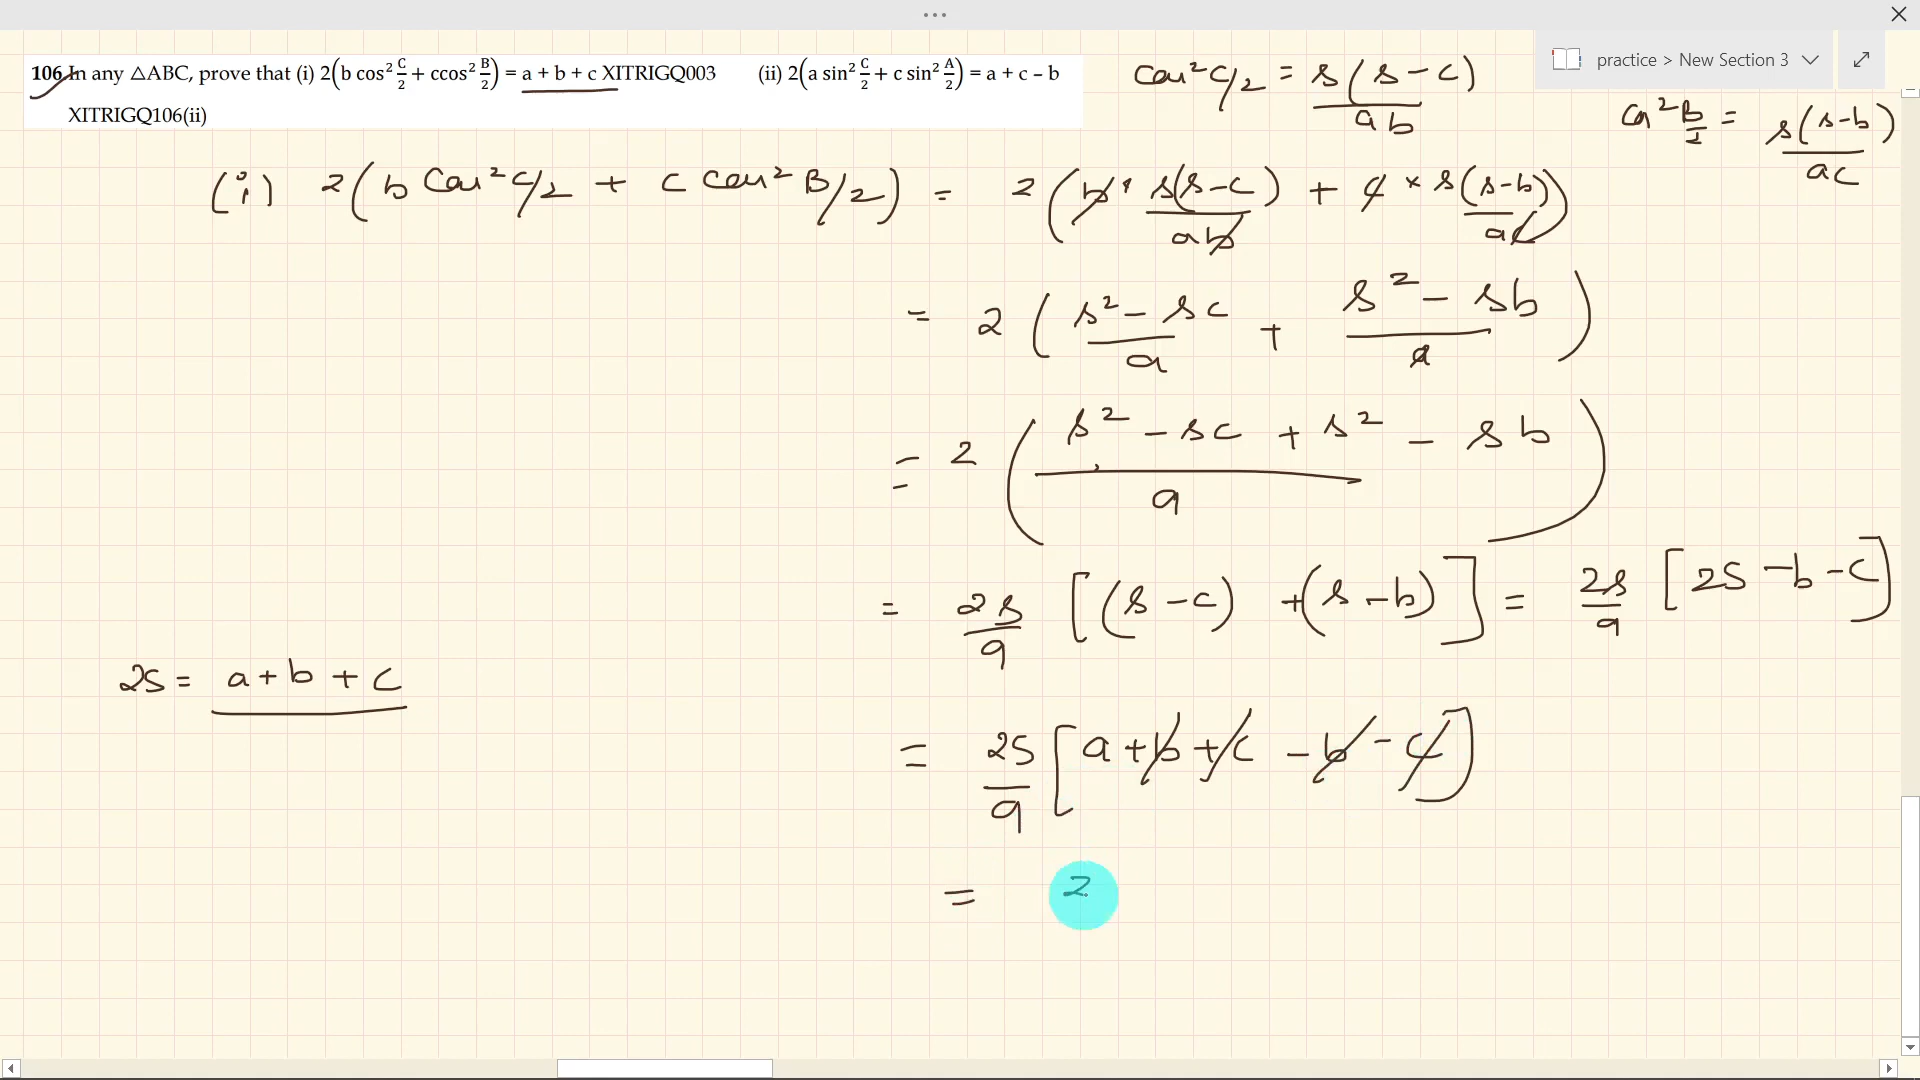 practice > New Section 3
106 In any △ABC, prove that (i) 2(b cos² C/2 + ccos² B/2) = a + b + c XITRIGQ003 (ii) 2(a sin² C/2 + c sin² A/2) = a + c – b
XITRIGQ106(ii)
cos² C/2 = s(s-c)/ab
cos² B/2 = s(s-b)/ac
(i) 2(b cos² C/2 + c cos² B/2) = 2(b * s(s-c)/ab + c × s(s-b)/ac)
= 2(s² - sc/a + s² - sb/a)
= 2(s² - sc + s² - sb/a)
= 2s/a [(s-c) + (s-b)] = 2s/a [2s - b - c]
2s = a+b+c
= 2s/a [a+b+c - b - c]
= 2